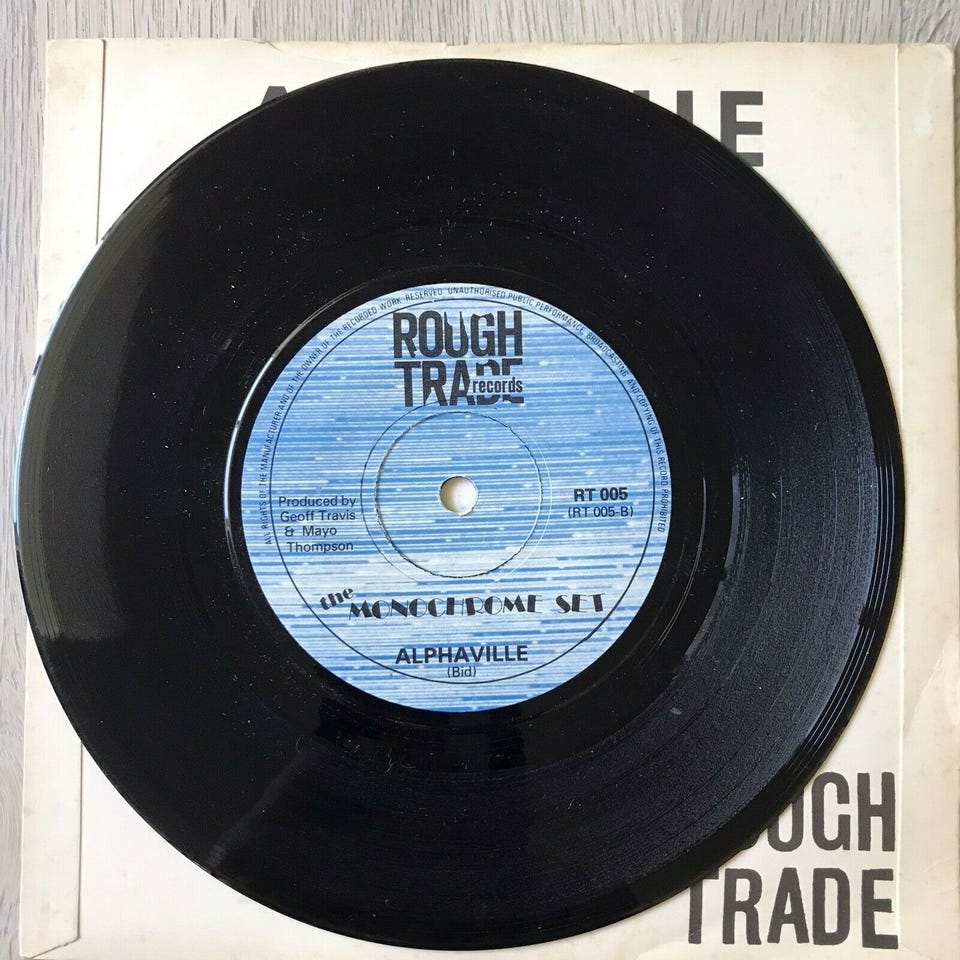 LLE
ALL RIGHTS OF THE MANUFACTURER AND OF THE OWNER OF THE RECORDED WORK RESERVED. UNAUTHORISED PUBLIC PERFORMANCE, BROADCASTING AND COPYING OF THIS RECORD PROHIBITED
ROUGH
TRADE
records
RT 005
(RT 005-B)
Produced by
Geoff Travis
& Mayo
Thompson
the MONOCHROME SET
ALPHAVILLE
(Bid)
OUGH
TRADE